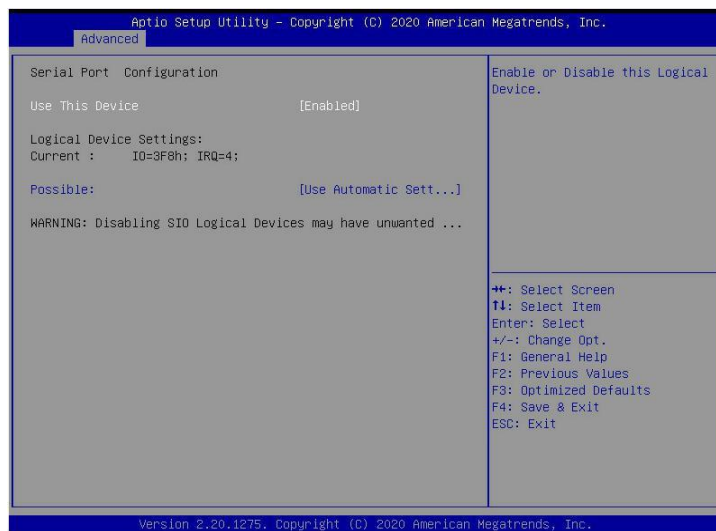 Aptio Setup Utility – Copyright (C) 2020 American Megatrends, Inc.
Advanced
Serial Port  Configuration
Use This Device [Enabled]
Logical Device Settings:
Current : IO=3F8h; IRQ=4;
Possible: [Use Automatic Sett...]
WARNING: Disabling SIO Logical Devices may have unwanted ...
Enable or Disable this Logical
Device.
→←: Select Screen
↑↓: Select Item
Enter: Select
+/-: Change Opt.
F1: General Help
F2: Previous Values
F3: Optimized Defaults
F4: Save & Exit
ESC: Exit
Version 2.20.1275. Copyright (C) 2020 American Megatrends, Inc.